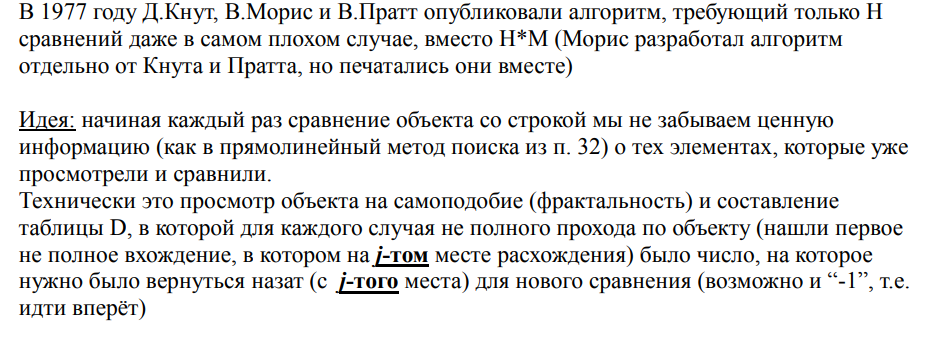 В 1977 году Д.Кнут, В.Морис и В.Пратт опубликовали алгоритм, требующий только Н
сравнений даже в самом плохом случае, вместо Н*М (Морис разработал алгоритм
отдельно от Кнута и Пратта, но печатались они вместе)
Идея: начиная каждый раз сравнение объекта со строкой мы не забываем ценную
информацию (как в прямолинейный метод поиска из п. 32) о тех элементах, которые уже
просмотрели и сравнили.
Технически это просмотр объекта на самоподобие (фрактальность) и составление
таблицы D, в которой для каждого случая не полного прохода по объекту (нашли первое
не полное вхождение, в котором на j-том месте расхождения) было число, на которое
нужно было вернуться назат (с j-того места) для нового сравнения (возможно и “-1”, т.е.
идти вперёт)